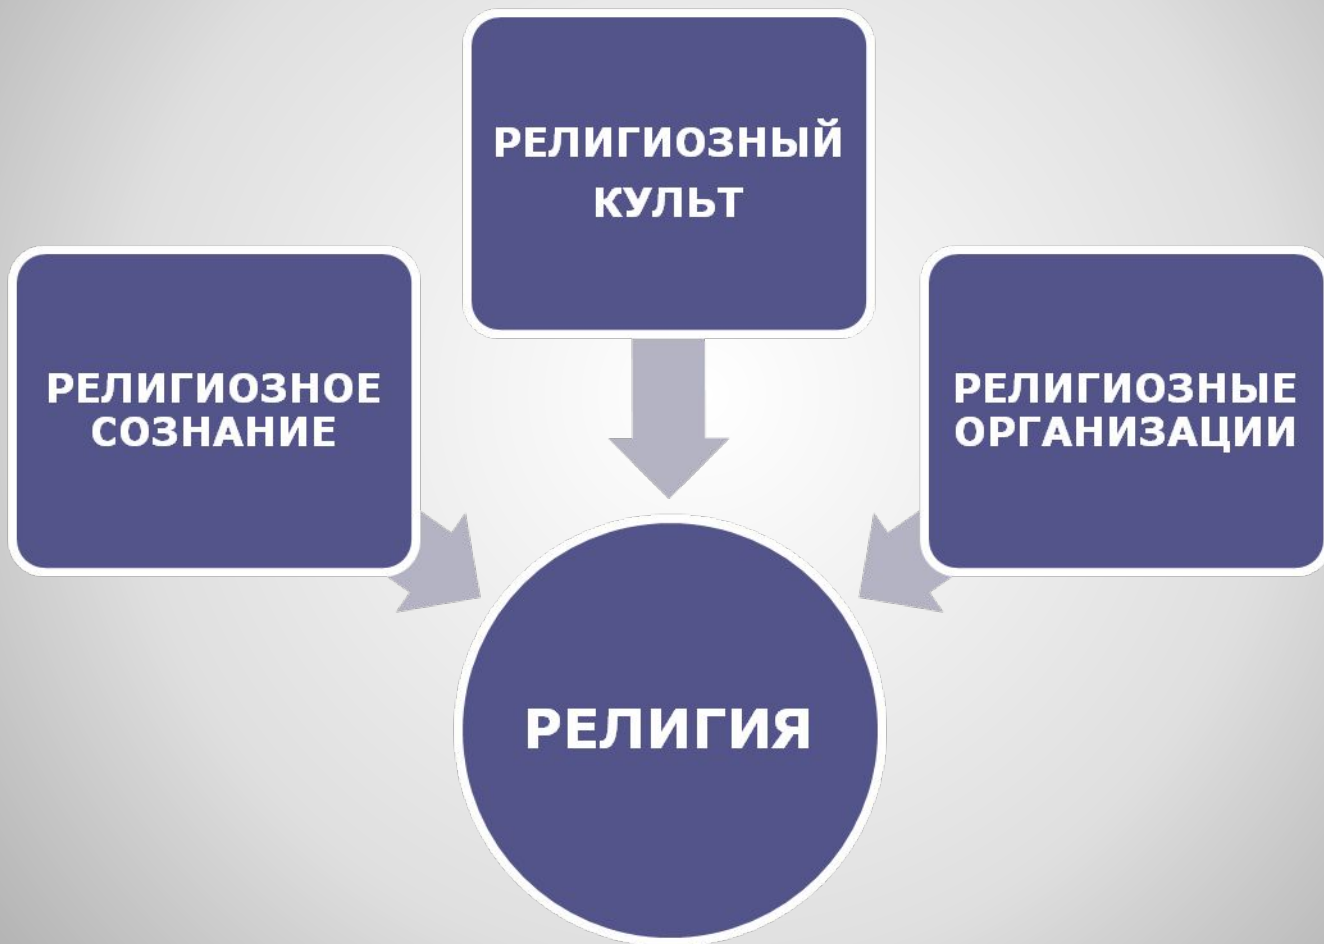 РЕЛИГИОЗНЫЙ
КУЛЬТ
РЕЛИГИОЗНОЕ
СОЗНАНИЕ
РЕЛИГИОЗНЫЕ
ОРГАНИЗАЦИИ
РЕЛИГИЯ